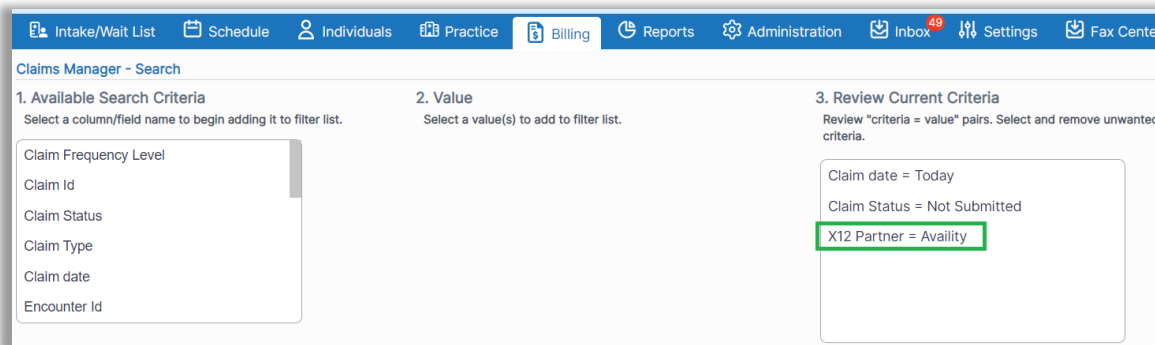 Intake/Wait List Schedule Individuals Practice Billing Reports Administration Inbox 49 Settings Fax Cente
Claims Manager - Search
1. Available Search Criteria
Select a column/field name to begin adding it to filter list.
Claim Frequency Level
Claim Id
Claim Status
Claim Type
Claim date
Encounter Id
2. Value
Select a value(s) to add to filter list.
3. Review Current Criteria
Review "criteria = value" pairs. Select and remove unwanted
criteria.
Claim date = Today
Claim Status = Not Submitted
X12 Partner = Availity